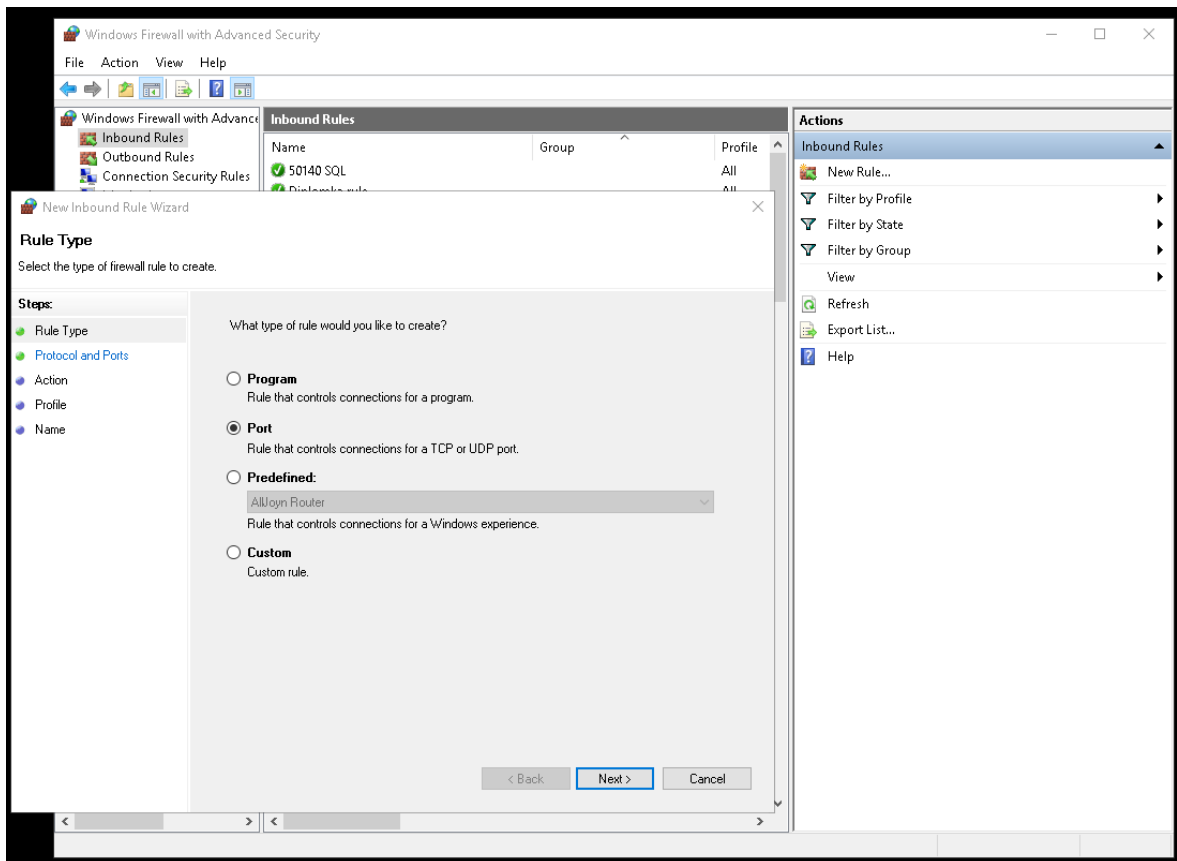 Windows Firewall with Advanced Security
File Action View Help
Windows Firewall with Advance
Inbound Rules
Outbound Rules
Connection Security Rules
Inbound Rules
Name Group Profile
50140 SQL All
Diplomka rule All
Actions
Inbound Rules
New Rule...
Filter by Profile
Filter by State
Filter by Group
View
Refresh
Export List...
Help
New Inbound Rule Wizard
Rule Type
Select the type of firewall rule to create.
Steps:
Rule Type
Protocol and Ports
Action
Profile
Name
What type of rule would you like to create?
Program
Rule that controls connections for a program.
Port
Rule that controls connections for a TCP or UDP port.
Predefined:
AllJoyn Router
Rule that controls connections for a Windows experience.
Custom
Custom rule.
< Back Next > Cancel